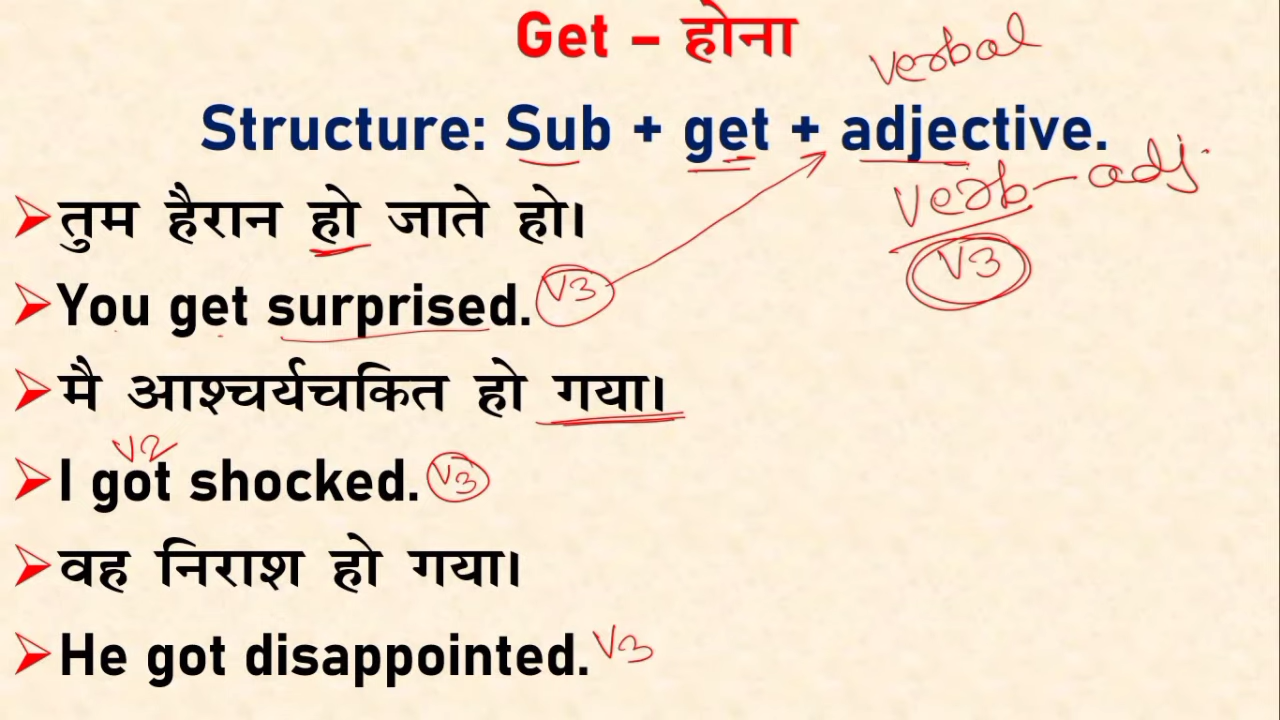 Get – होना
verbal
Structure: Sub + get + adjective.
verb-adj.
V3
➤तुम हैरान हो जाते हो।
➤You get surprised. V3
➤मै आश्चर्यचकित हो गया।
V2
➤I got shocked. V3
➤वह निराश हो गया।
➤He got disappointed. V3